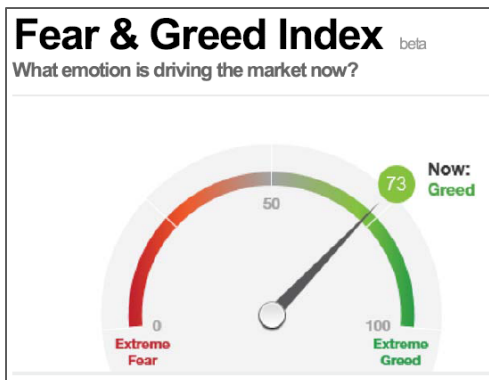 Fear & Greed Index beta
What emotion is driving the market now?
Now:
73
Greed
50
0
100
Extreme
Fear
Extreme
Greed